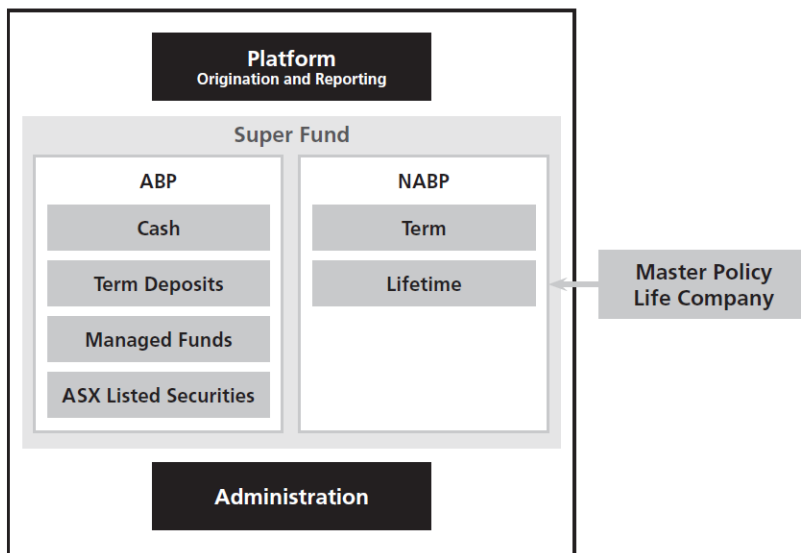 Platform
Origination and Reporting
Super Fund
ABP
Cash
Term Deposits
Managed Funds
ASX Listed Securities
NABP
Term
Lifetime
Master Policy
Life Company
Administration